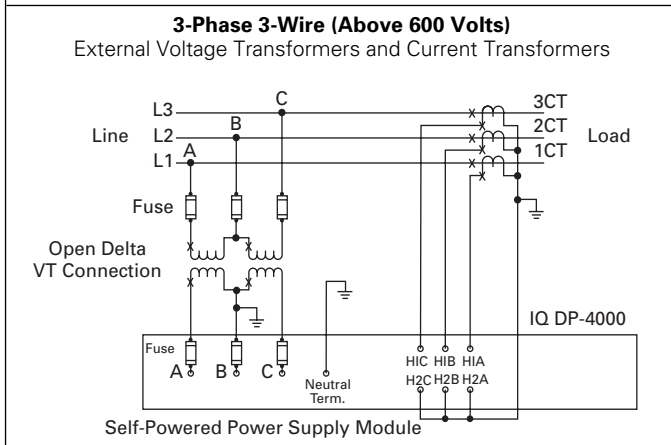 3-Phase 3-Wire (Above 600 Volts)
External Voltage Transformers and Current Transformers
C
L3
3CT
B
Line
L2
2CT
Load
A
L1
1CT
Fuse
Open Delta
VT Connection
IQ DP-4000
Fuse
HIC HIB HIA
A B C
H2C H2B H2A
Neutral
Term.
Self-Powered Power Supply Module